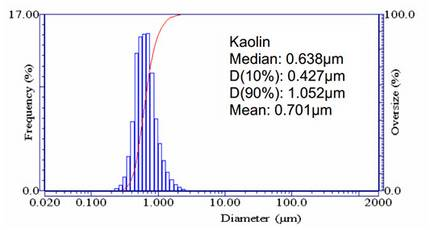 17.00
100.0
Kaolin
Median: 0.638µm
D(10%): 0.427µm
D(90%): 1.052µm
Mean: 0.701µm
Frequency (%)
Oversize (%)
0.0
0.0
0.020
0.100
1.000
10.00
100.0
2000
Diameter (µm)